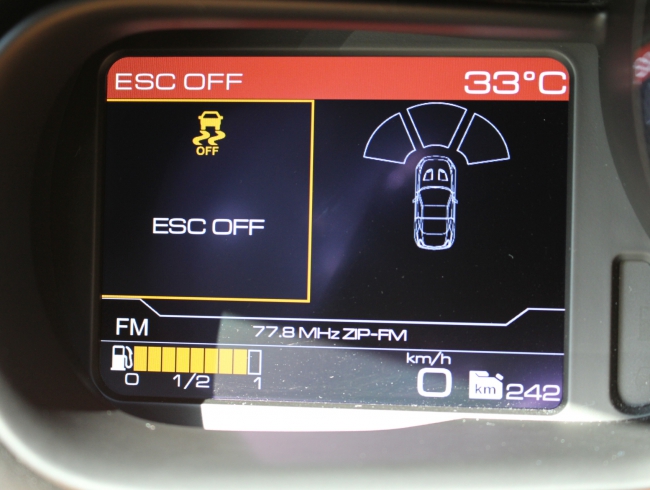 ESC OFF 33°C
OFF
ESC OFF
FM 77.8 MHz ZIP-FM
km/h
0 1/2 1 0 km 242